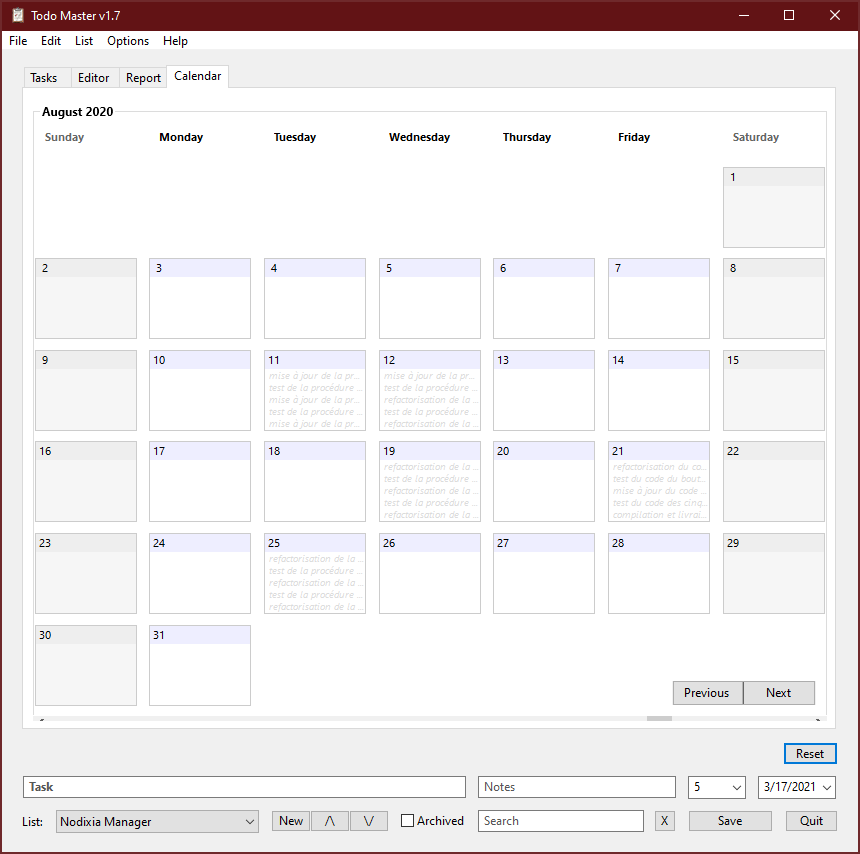 Todo Master v1.7
File Edit List Options Help
Tasks Editor Report Calendar
August 2020
Sunday Monday Tuesday Wednesday Thursday Friday Saturday
1
2 3 4 5 6 7 8
9 10 11 12 13 14 15
mise à jour de la pr... mise à jour de la pr...
test de la procédure ... test de la procédure ...
mise à jour de la pr... refactorisation de la ...
test de la procédure ... test de la procédure ...
mise à jour de la pr... refactorisation de la ...
16 17 18 19 20 21 22
refactorisation de la ... refactorisation du co...
test de la procédure ... test du code du bout...
refactorisation de la ... mise à jour du code ...
test de la procédure ... test du code des cinq...
refactorisation de la ... compilation et livrai...
23 24 25 26 27 28 29
refactorisation de la ...
test de la procédure ...
refactorisation de la ...
test de la procédure ...
refactorisation de la ...
30 31
Previous Next
Reset
Task Notes 5 3/17/2021
List: Nodixia Manager New /\ \/ Archived Search X Save Quit